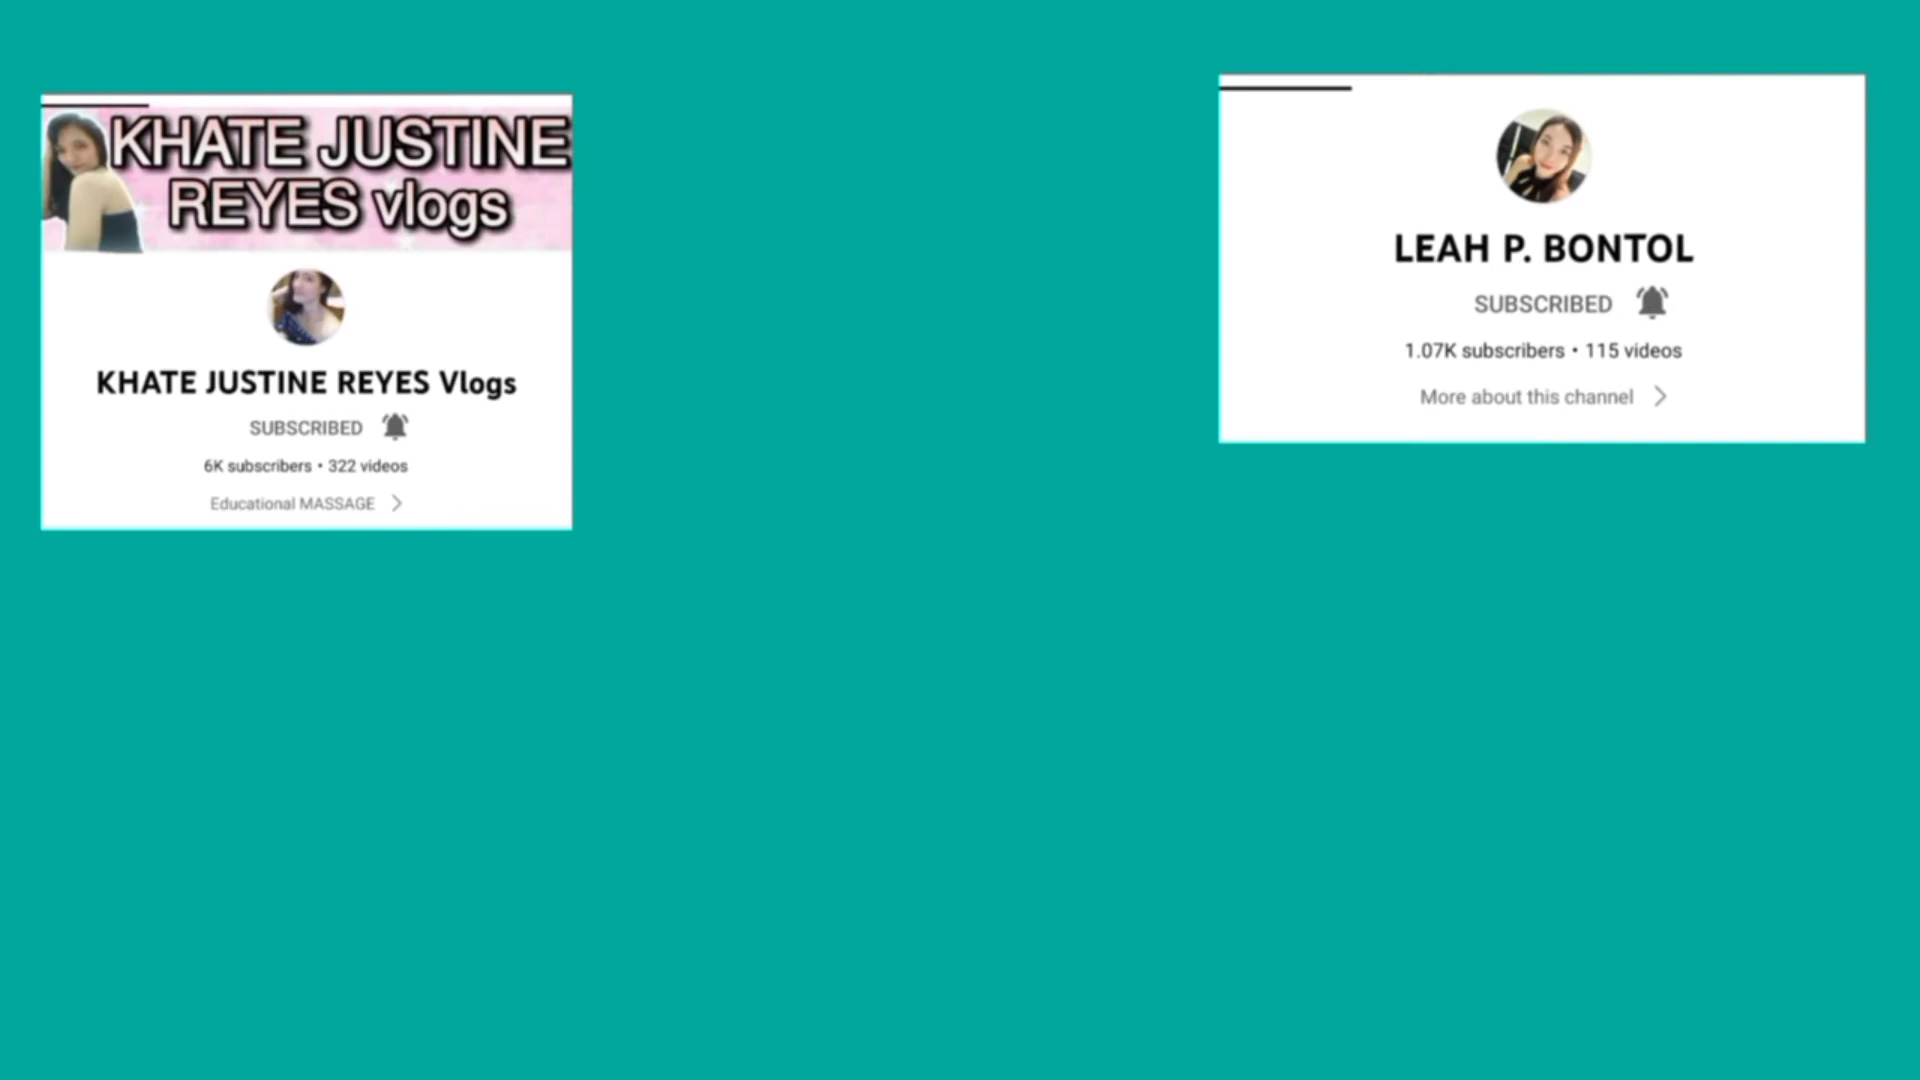 KHATE JUSTINE
REYES vlogs
KHATE JUSTINE REYES Vlogs
SUBSCRIBED
6K subscribers • 322 videos
Educational MASSAGE
LEAH P. BONTOL
SUBSCRIBED
1.07K subscribers • 115 videos
More about this channel